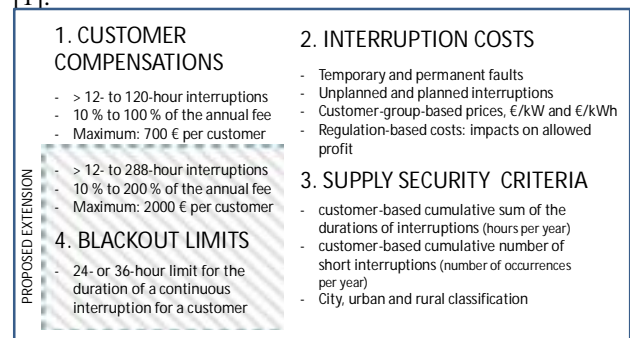 [1].
1. CUSTOMER
COMPENSATIONS
- > 12- to 120-hour interruptions
- 10 % to 100 % of the annual fee
- Maximum: 700 € per customer
PROPOSED EXTENSION
- > 12- to 288-hour interruptions
- 10 % to 200 % of the annual fee
- Maximum: 2000 € per customer
4. BLACKOUT LIMITS
- 24- or 36-hour limit for the
duration of a continuous
interruption for a customer
2. INTERRUPTION COSTS
- Temporary and permanent faults
- Unplanned and planned interruptions
- Customer-group-based prices, €/kW and €/kWh
- Regulation-based costs: impacts on allowed
profit
3. SUPPLY SECURITY CRITERIA
- customer-based cumulative sum of the
durations of interruptions (hours per year)
- customer-based cumulative number of
short interruptions (number of occurrences
per year)
- City, urban and rural classification